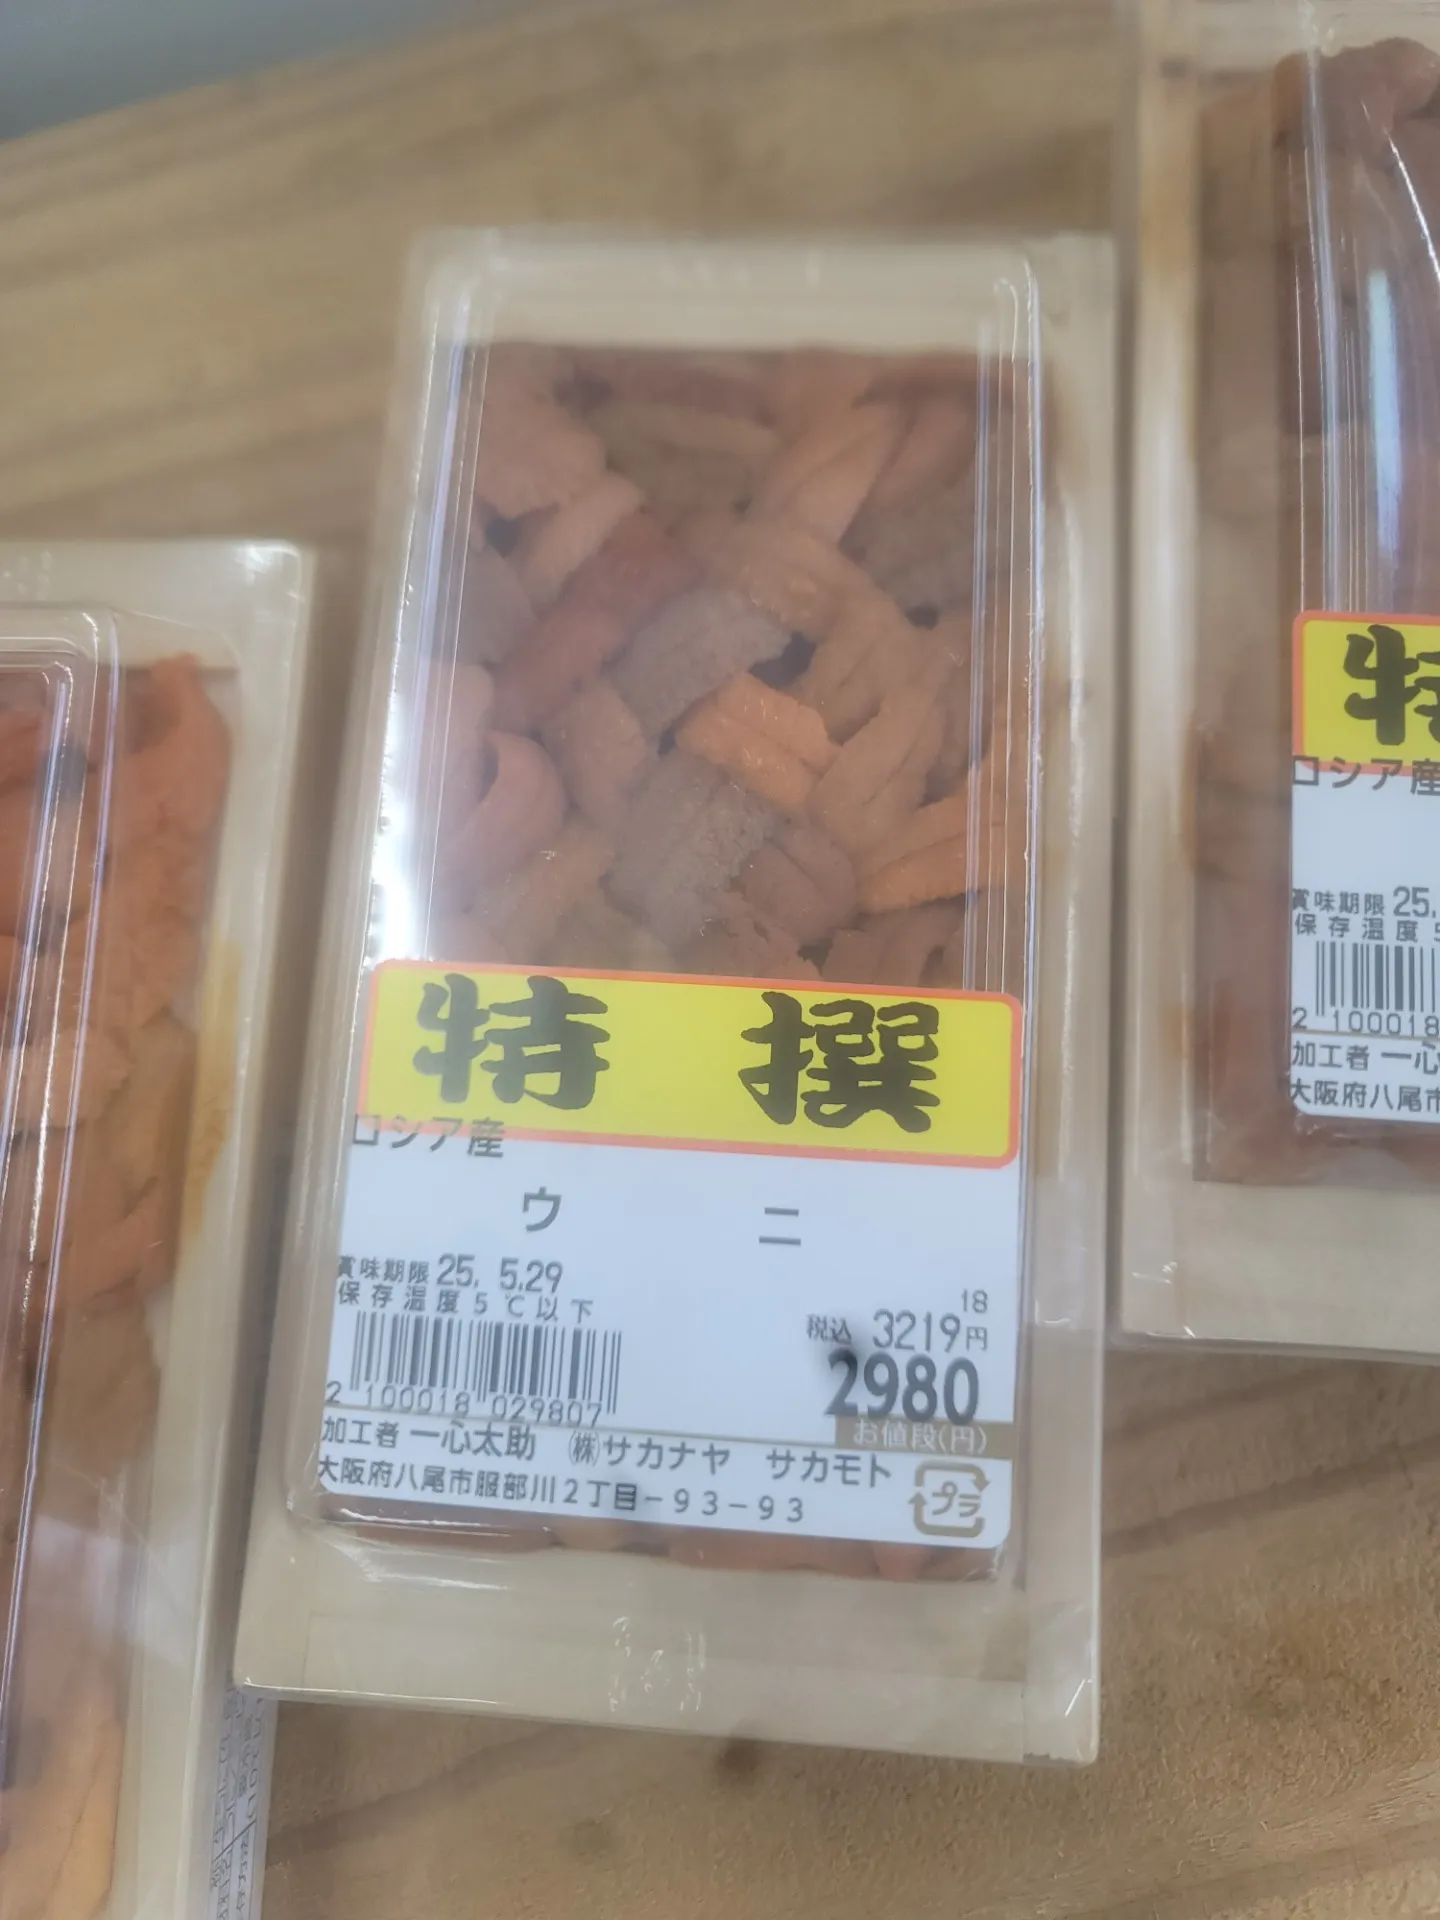 特 撰
ロシア産
ウ ニ
賞味期限 25. 5.29
保存温度5℃以下
18
税込 3219円
2980
お値段(円)
2 100018 029807
加工者 一心太助 ㈱サカナヤ サカモト
大阪府八尾市服部川2丁目-93-93
プラ
特
ロシア産
賞味期限 25.
保存温度 5
2 100018
加工者 一心
大阪府八尾市